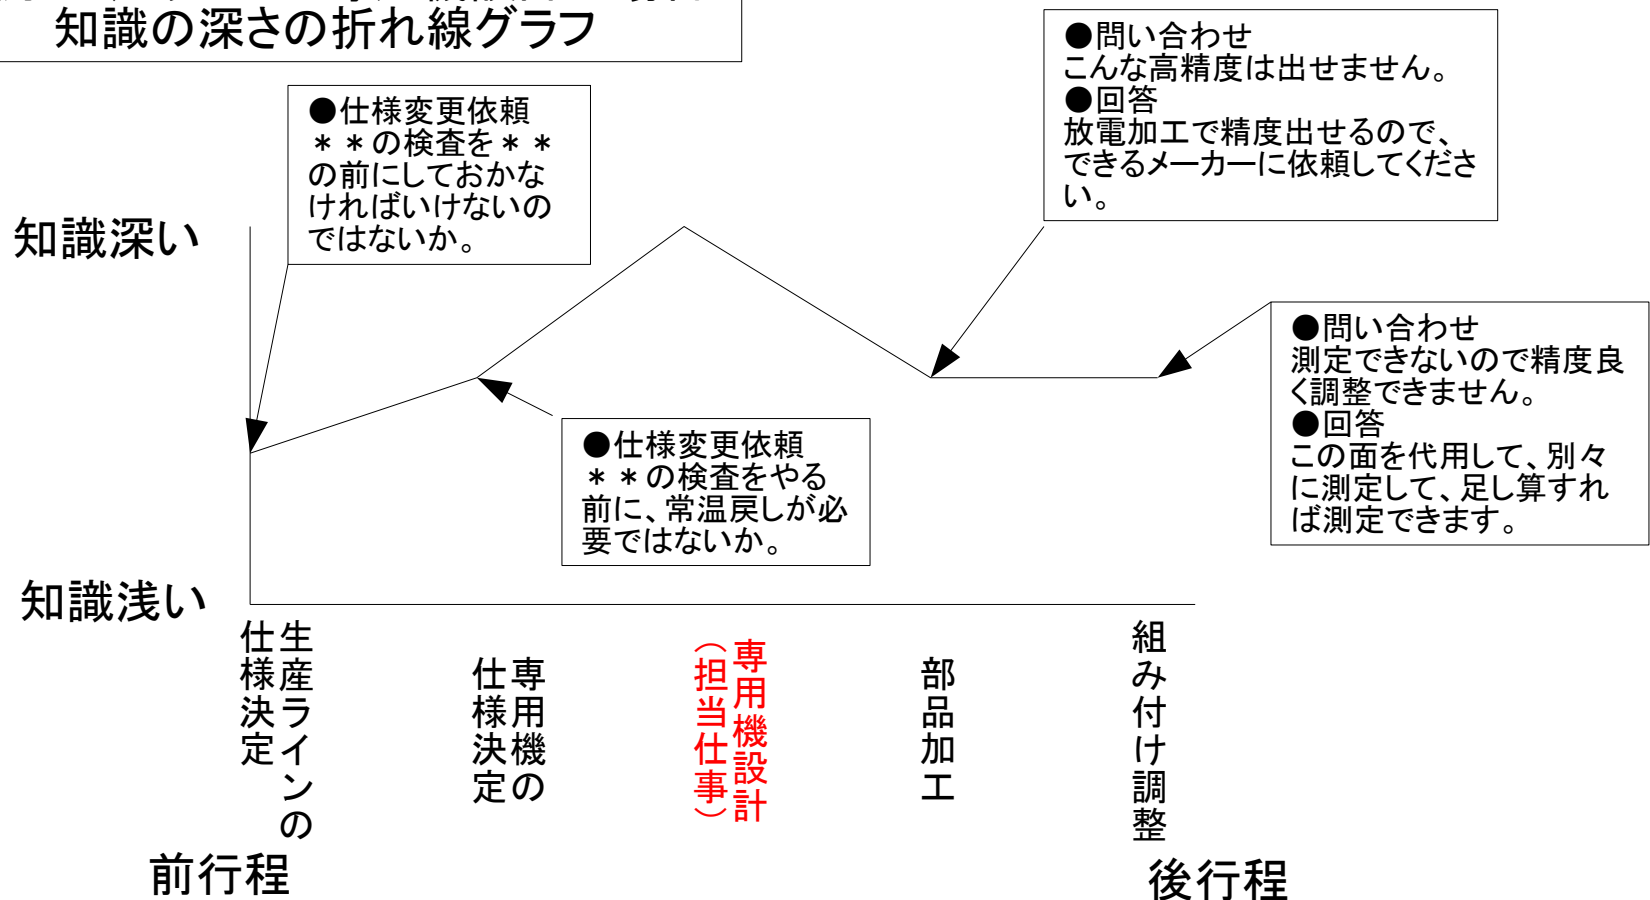 知識の深さの折れ線グラフ
●仕様変更依頼
＊＊の検査を＊＊
の前にしておかな
ければいけないの
ではないか。
●問い合わせ
こんな高精度は出せません。
●回答
放電加工で精度出せるので、
できるメーカーに依頼してくださ
い。
知識深い
●問い合わせ
測定できないので精度良
く調整できません。
●回答
この面を代用して、別々
に測定して、足し算すれ
ば測定できます。
●仕様変更依頼
＊＊の検査をやる
前に、常温戻しが必
要ではないか。
知識浅い
生産ラインの
仕様決定
専用機の
仕様決定
専用機設計
（担当仕事）
部品加工
組み付け調整
前行程
後行程